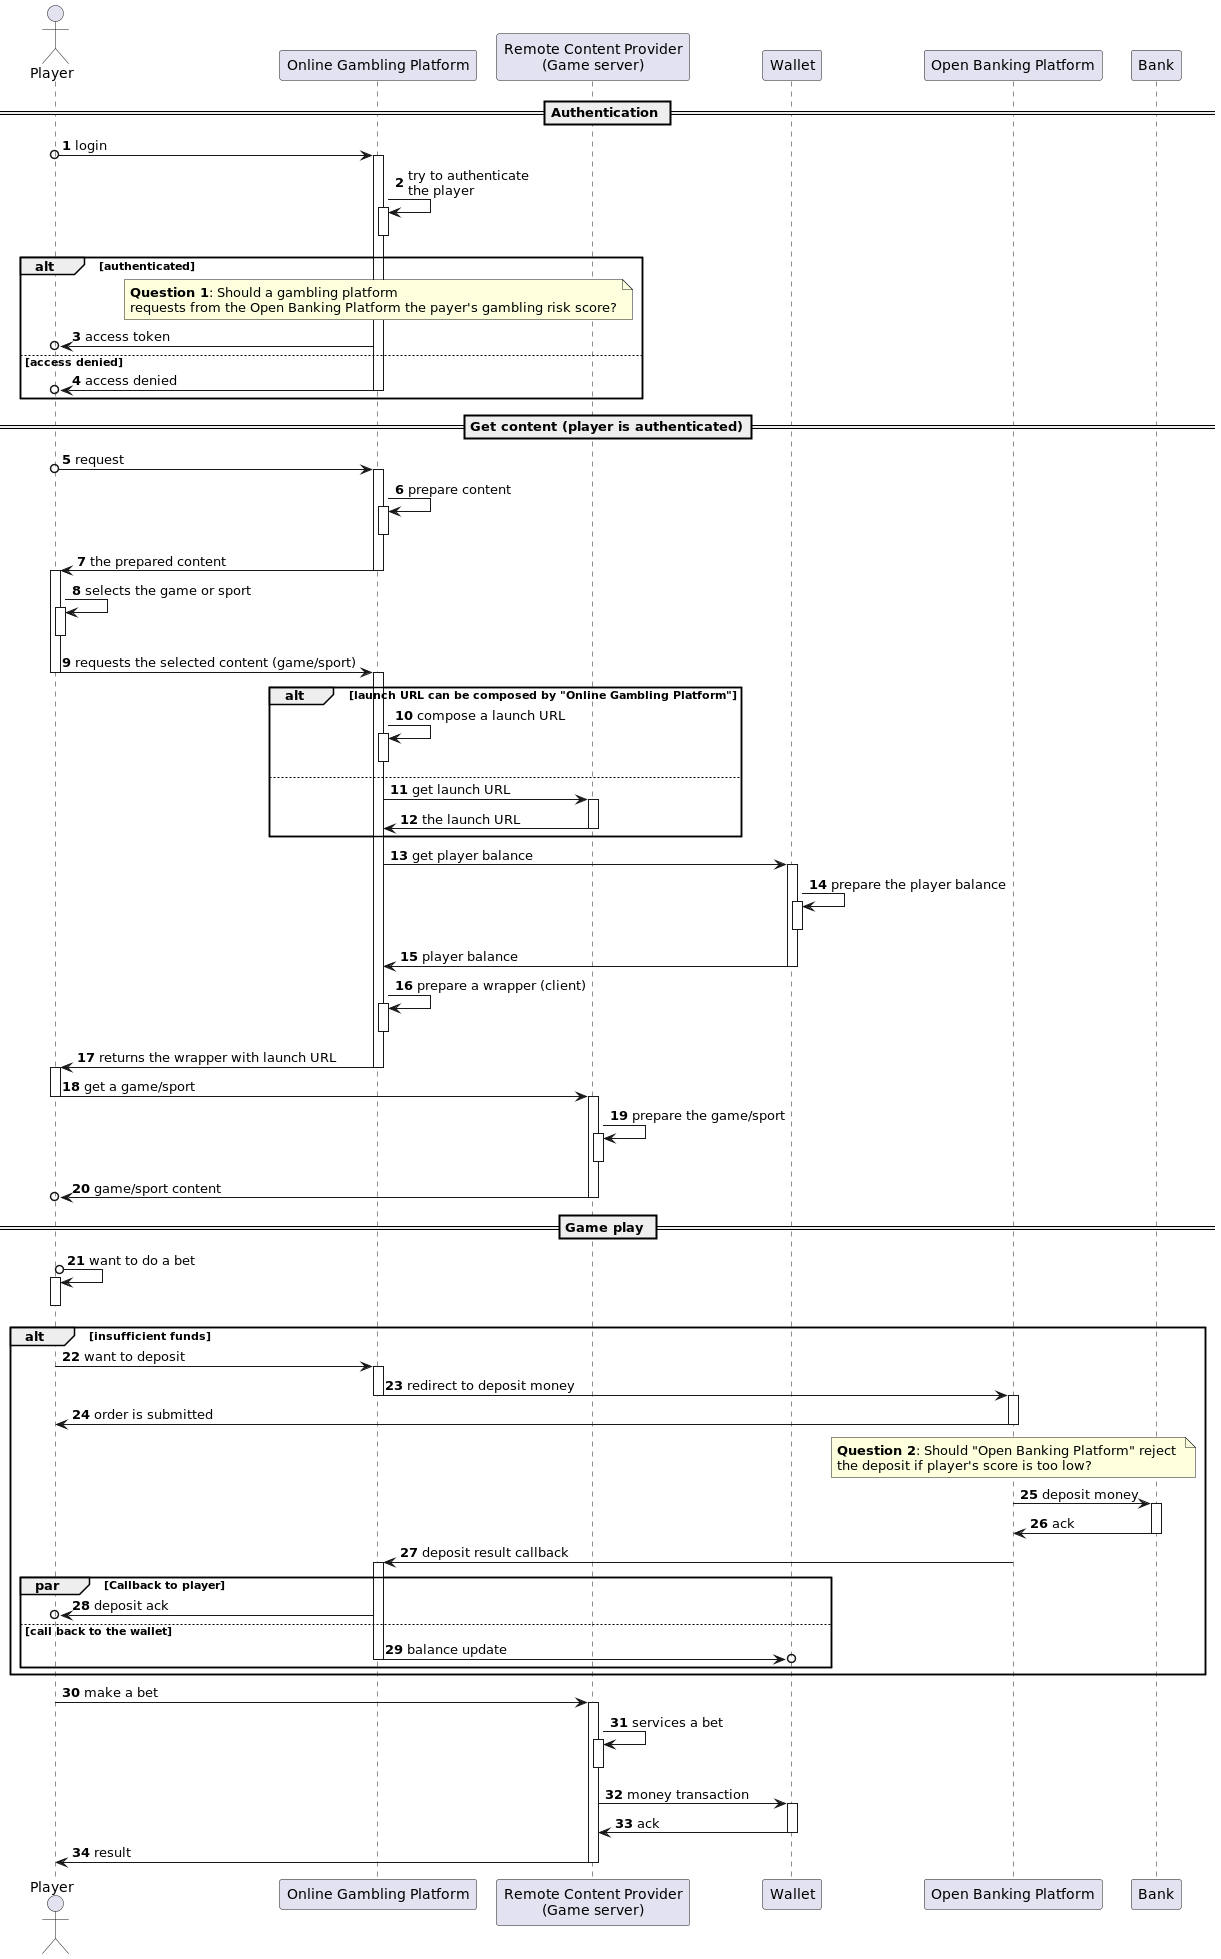 Player
Online Gambling Platform
Remote Content Provider
(Game server)
Wallet
Open Banking Platform
Bank
Authentication
1 login
2 try to authenticate
the player
alt [authenticated]
Question 1: Should a gambling platform
requests from the Open Banking Platform the payer's gambling risk score?
3 access token
[access denied]
4 access denied
Get content (player is authenticated)
5 request
6 prepare content
7 the prepared content
8 selects the game or sport
9 requests the selected content (game/sport)
alt [launch URL can be composed by "Online Gambling Platform"]
10 compose a launch URL
11 get launch URL
12 the launch URL
13 get player balance
14 prepare the player balance
15 player balance
16 prepare a wrapper (client)
17 returns the wrapper with launch URL
18 get a game/sport
19 prepare the game/sport
20 game/sport content
Game play
21 want to do a bet
alt [insufficient funds]
22 want to deposit
23 redirect to deposit money
24 order is submitted
Question 2: Should "Open Banking Platform" reject
the deposit if player's score is too low?
25 deposit money
26 ack
27 deposit result callback
par [Callback to player]
28 deposit ack
[call back to the wallet]
29 balance update
30 make a bet
31 services a bet
32 money transaction
33 ack
34 result
Player
Online Gambling Platform
Remote Content Provider
(Game server)
Wallet
Open Banking Platform
Bank